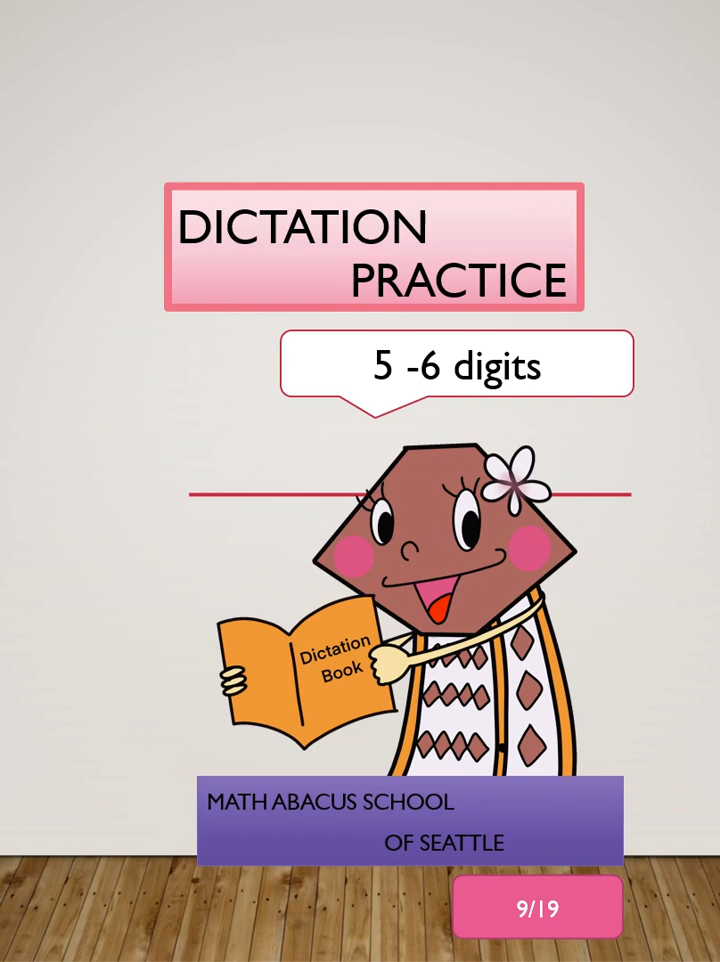 DICTATION
PRACTICE
5 -6 digits
Dictation
Book
MATH ABACUS SCHOOL
OF SEATTLE
9/19